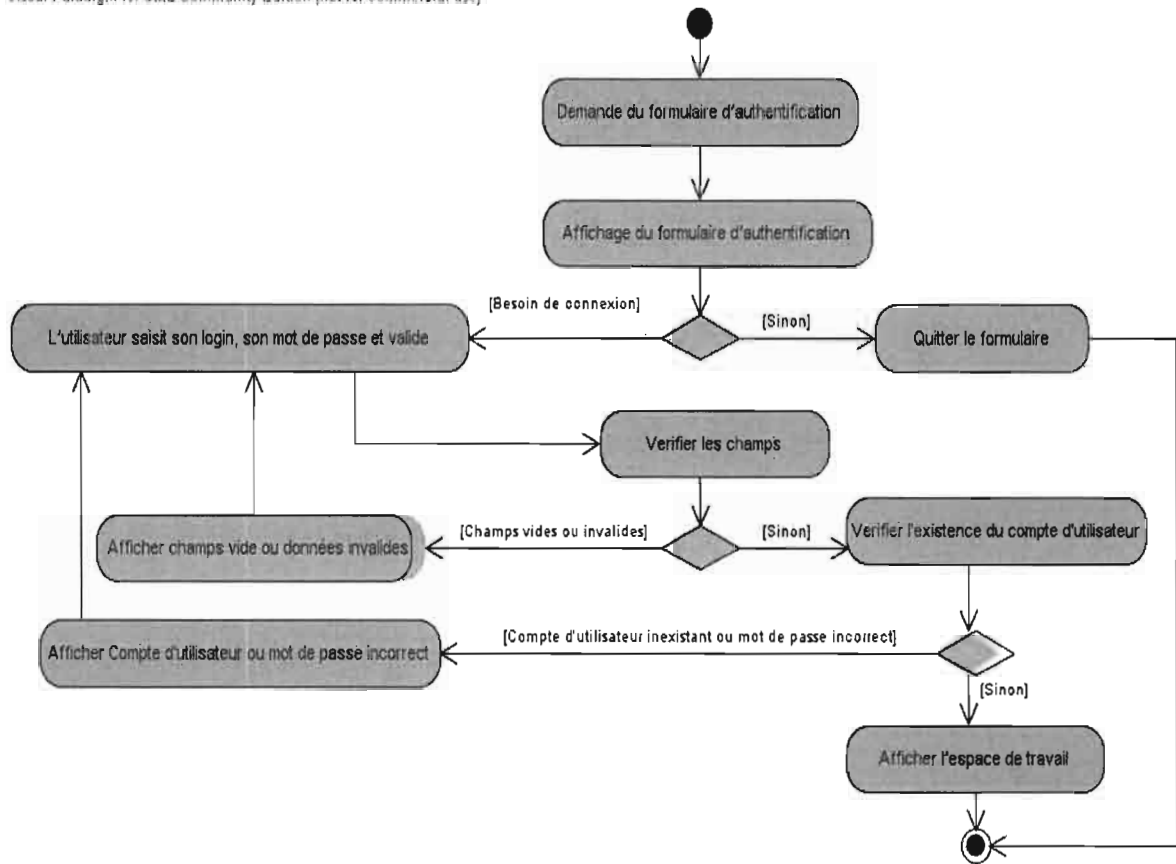 Demande du formulaire d'authentification
Affichage du formulaire d'authentification
[Besoin de connexion]
[Sinon]
L'utilisateur saisit son login, son mot de passe et valide
Quitter le formulaire
Verifier les champs
[Champs vides ou invalides]
[Sinon]
Verifier l'existence du compte d'utilisateur
Afficher champs vide ou données invalides
[Compte d'utilisateur inexistant ou mot de passe incorrect]
Afficher Compte d'utilisateur ou mot de passe incorrect
[Sinon]
Afficher l'espace de travail